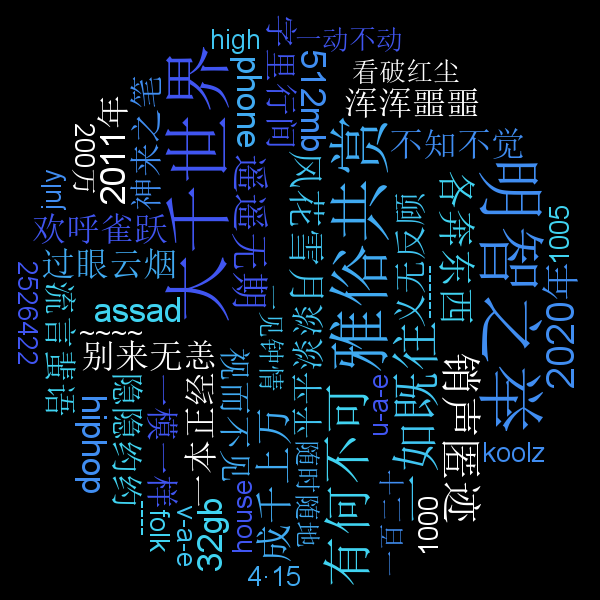 high
一动不动
字里行间
大千世界
phone
512mb
看破红尘
浑浑噩噩
神来之笔
2011年
200万
不知不觉
雅俗共赏
明智之举
遥遥无期
风花雪月
july
各奔东西
义无反顾
欢呼雀跃
过眼云烟
1005
2020年
2526422
流言蜚语
assad
~~~~
------
别来无恙
一见钟情
平平淡淡
一如既往
销声匿迹
视而不见
一本正经
隐隐约约
一模一样
hiphop
u-a-e
有何不可
成千上万
随时随地
koolz
一百二十
1000
32gb
house
folk
v-a-e
----
4·15